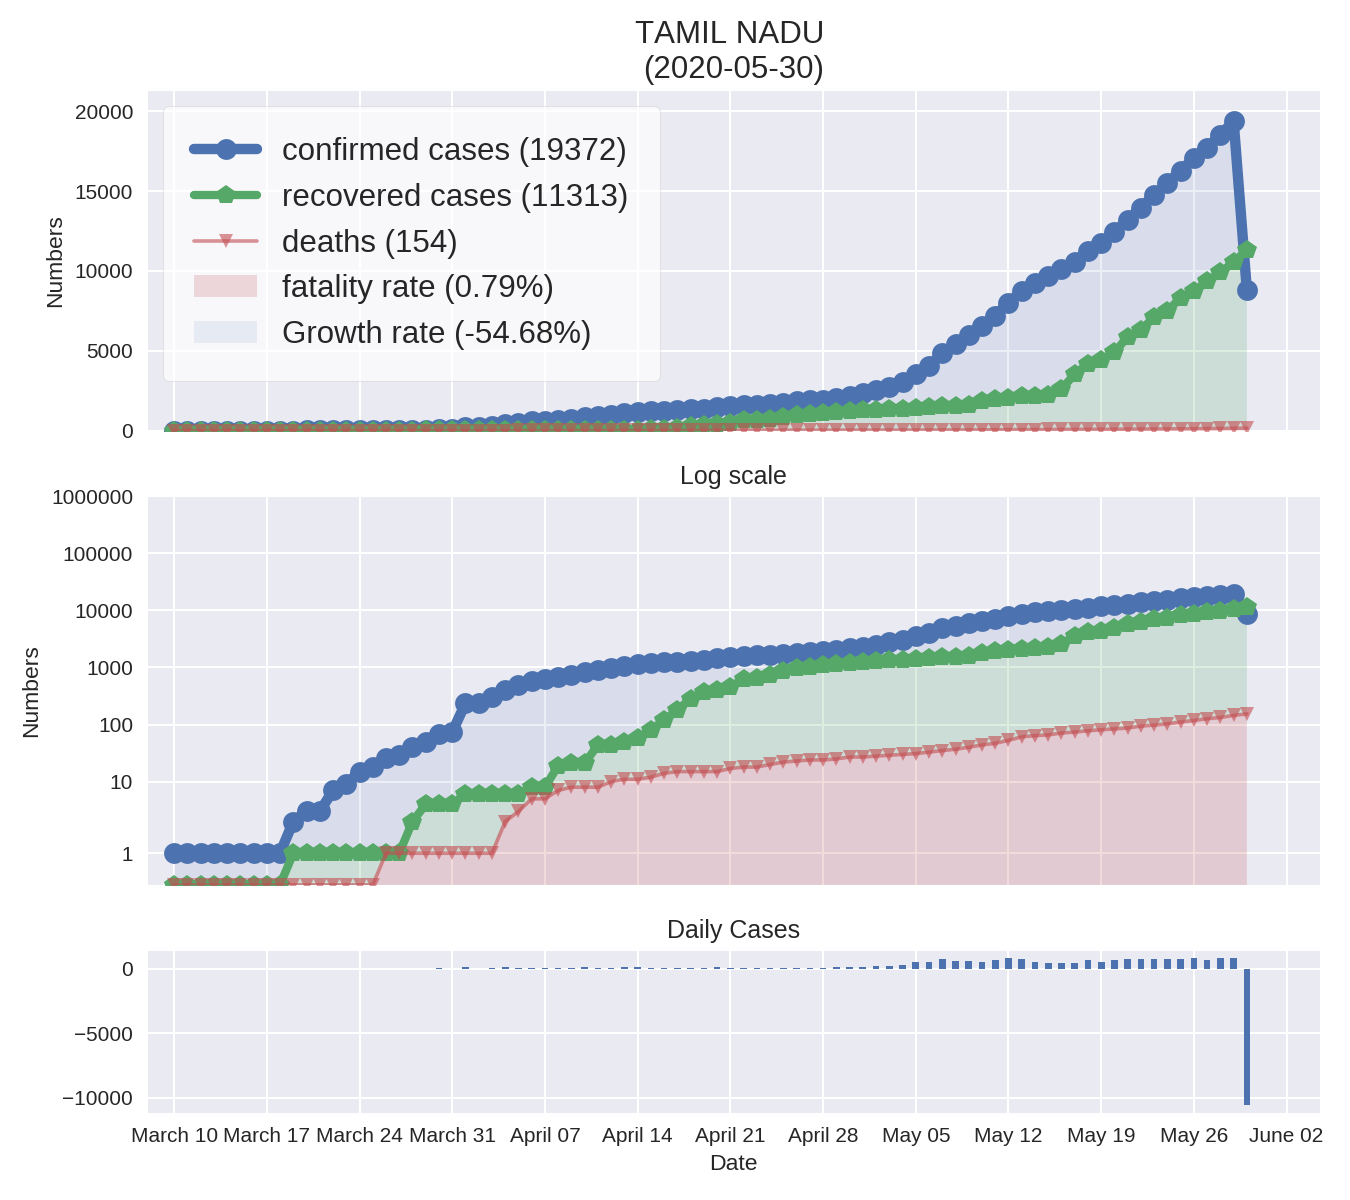 TAMIL NADU
(2020-05-30)
20000
15000
10000
5000
0
Numbers
confirmed cases (19372)
recovered cases (11313)
deaths (154)
fatality rate (0.79%)
Growth rate (-54.68%)
Log scale
1000000
100000
10000
1000
100
10
1
Numbers
Daily Cases
0
−5000
−10000
March 10 March 17 March 24 March 31 April 07 April 14 April 21 April 28 May 05 May 12 May 19 May 26 June 02
Date